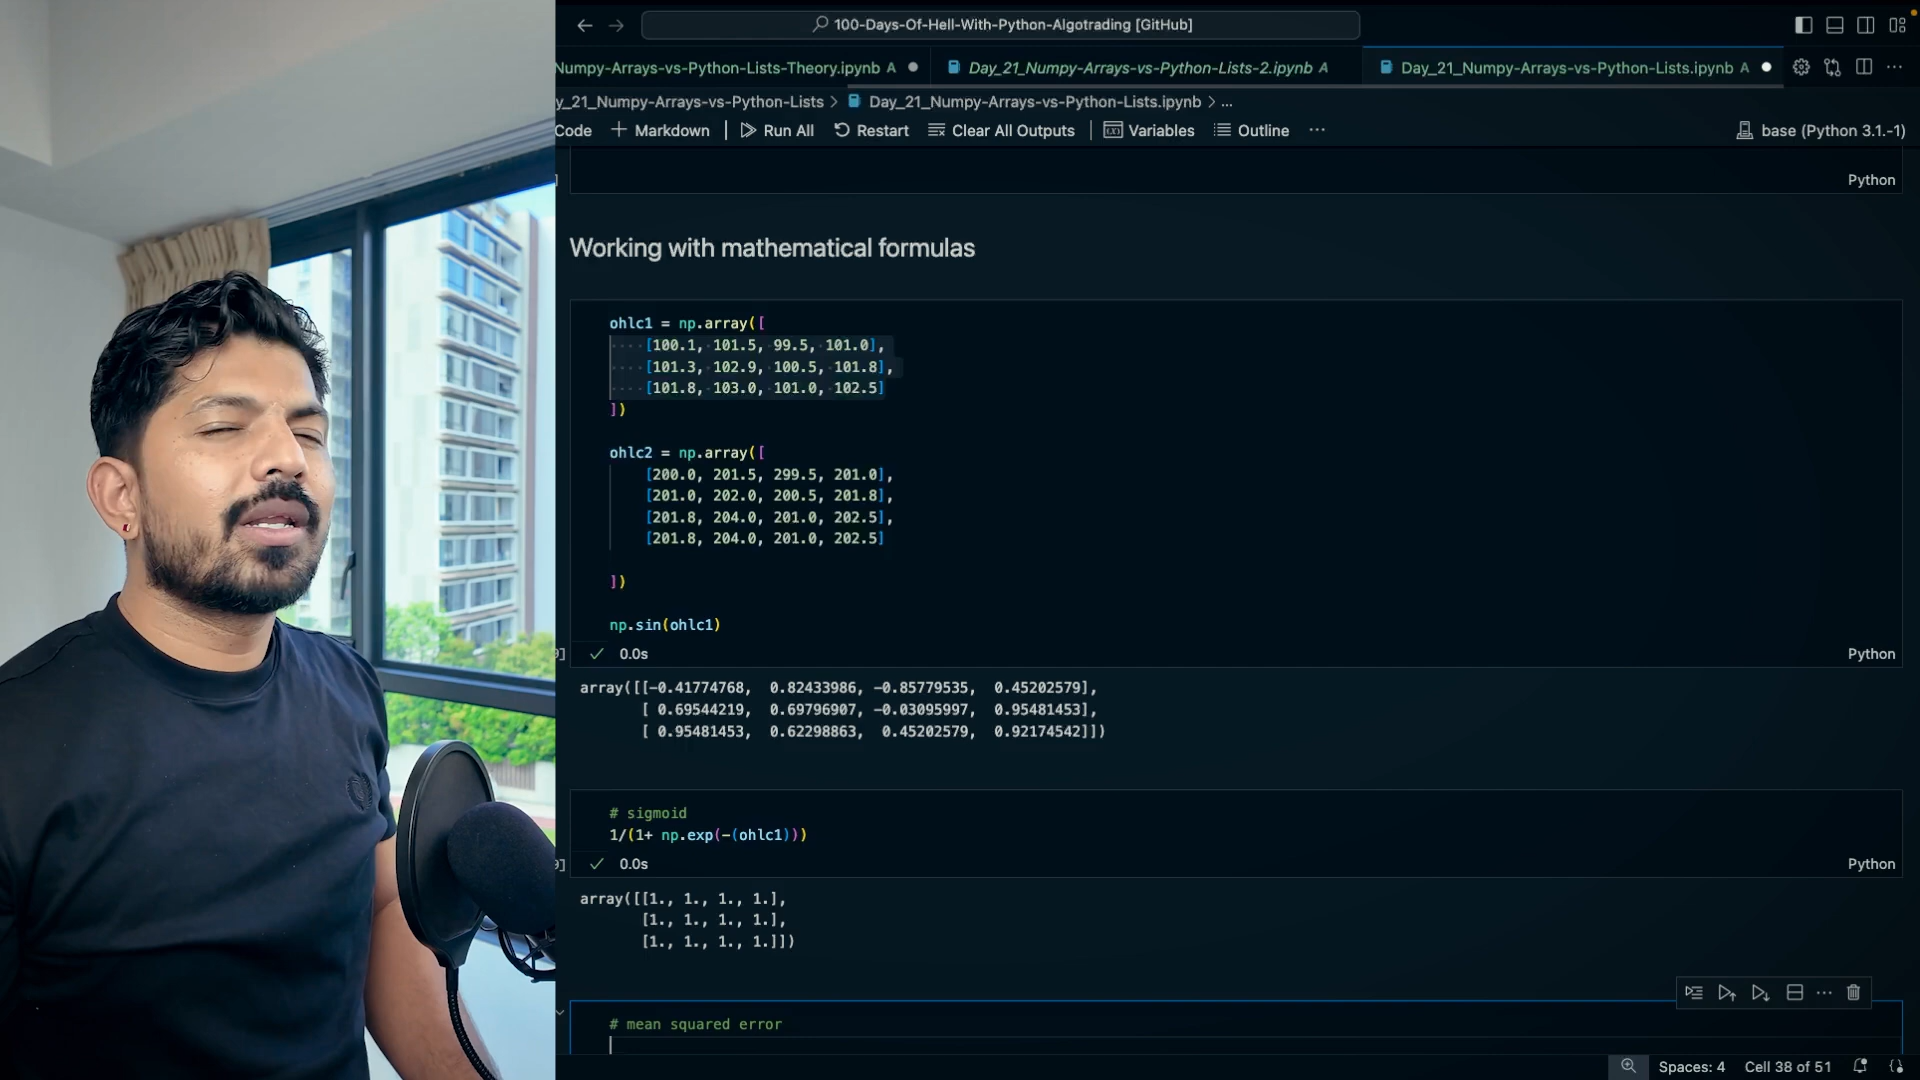 100-Days-Of-Hell-With-Python-Algotrading [GitHub]
Numpy-Arrays-vs-Python-Lists-Theory.ipynb A
Day_21_Numpy-Arrays-vs-Python-Lists-2.ipynb A
Day_21_Numpy-Arrays-vs-Python-Lists.ipynb A
y_21_Numpy-Arrays-vs-Python-Lists > Day_21_Numpy-Arrays-vs-Python-Lists.ipynb > ...
Code + Markdown | Run All Restart Clear All Outputs | Variables Outline ... base (Python 3.1.-1)
Python
Working with mathematical formulas
ohlc1 = np.array([
[100.1, 101.5, 99.5, 101.0],
[101.3, 102.9, 100.5, 101.8],
[101.8, 103.0, 101.0, 102.5]
])
ohlc2 = np.array([
[200.0, 201.5, 299.5, 201.0],
[201.0, 202.0, 200.5, 201.8],
[201.8, 204.0, 201.0, 202.5],
[201.8, 204.0, 201.0, 202.5]
])
np.sin(ohlc1)
✓ 0.0s
Python
array([[-0.41774768, 0.82433986, -0.85779535, 0.45202579],
[ 0.69544219, 0.69796907, -0.03095997, 0.95481453],
[ 0.95481453, 0.62298863, 0.45202579, 0.92174542]])
# sigmoid
1/(1+ np.exp(-(ohlc1)))
✓ 0.0s
Python
array([[1., 1., 1., 1.],
[1., 1., 1., 1.],
[1., 1., 1., 1.]])
# mean squared error
Spaces: 4 Cell 38 of 51